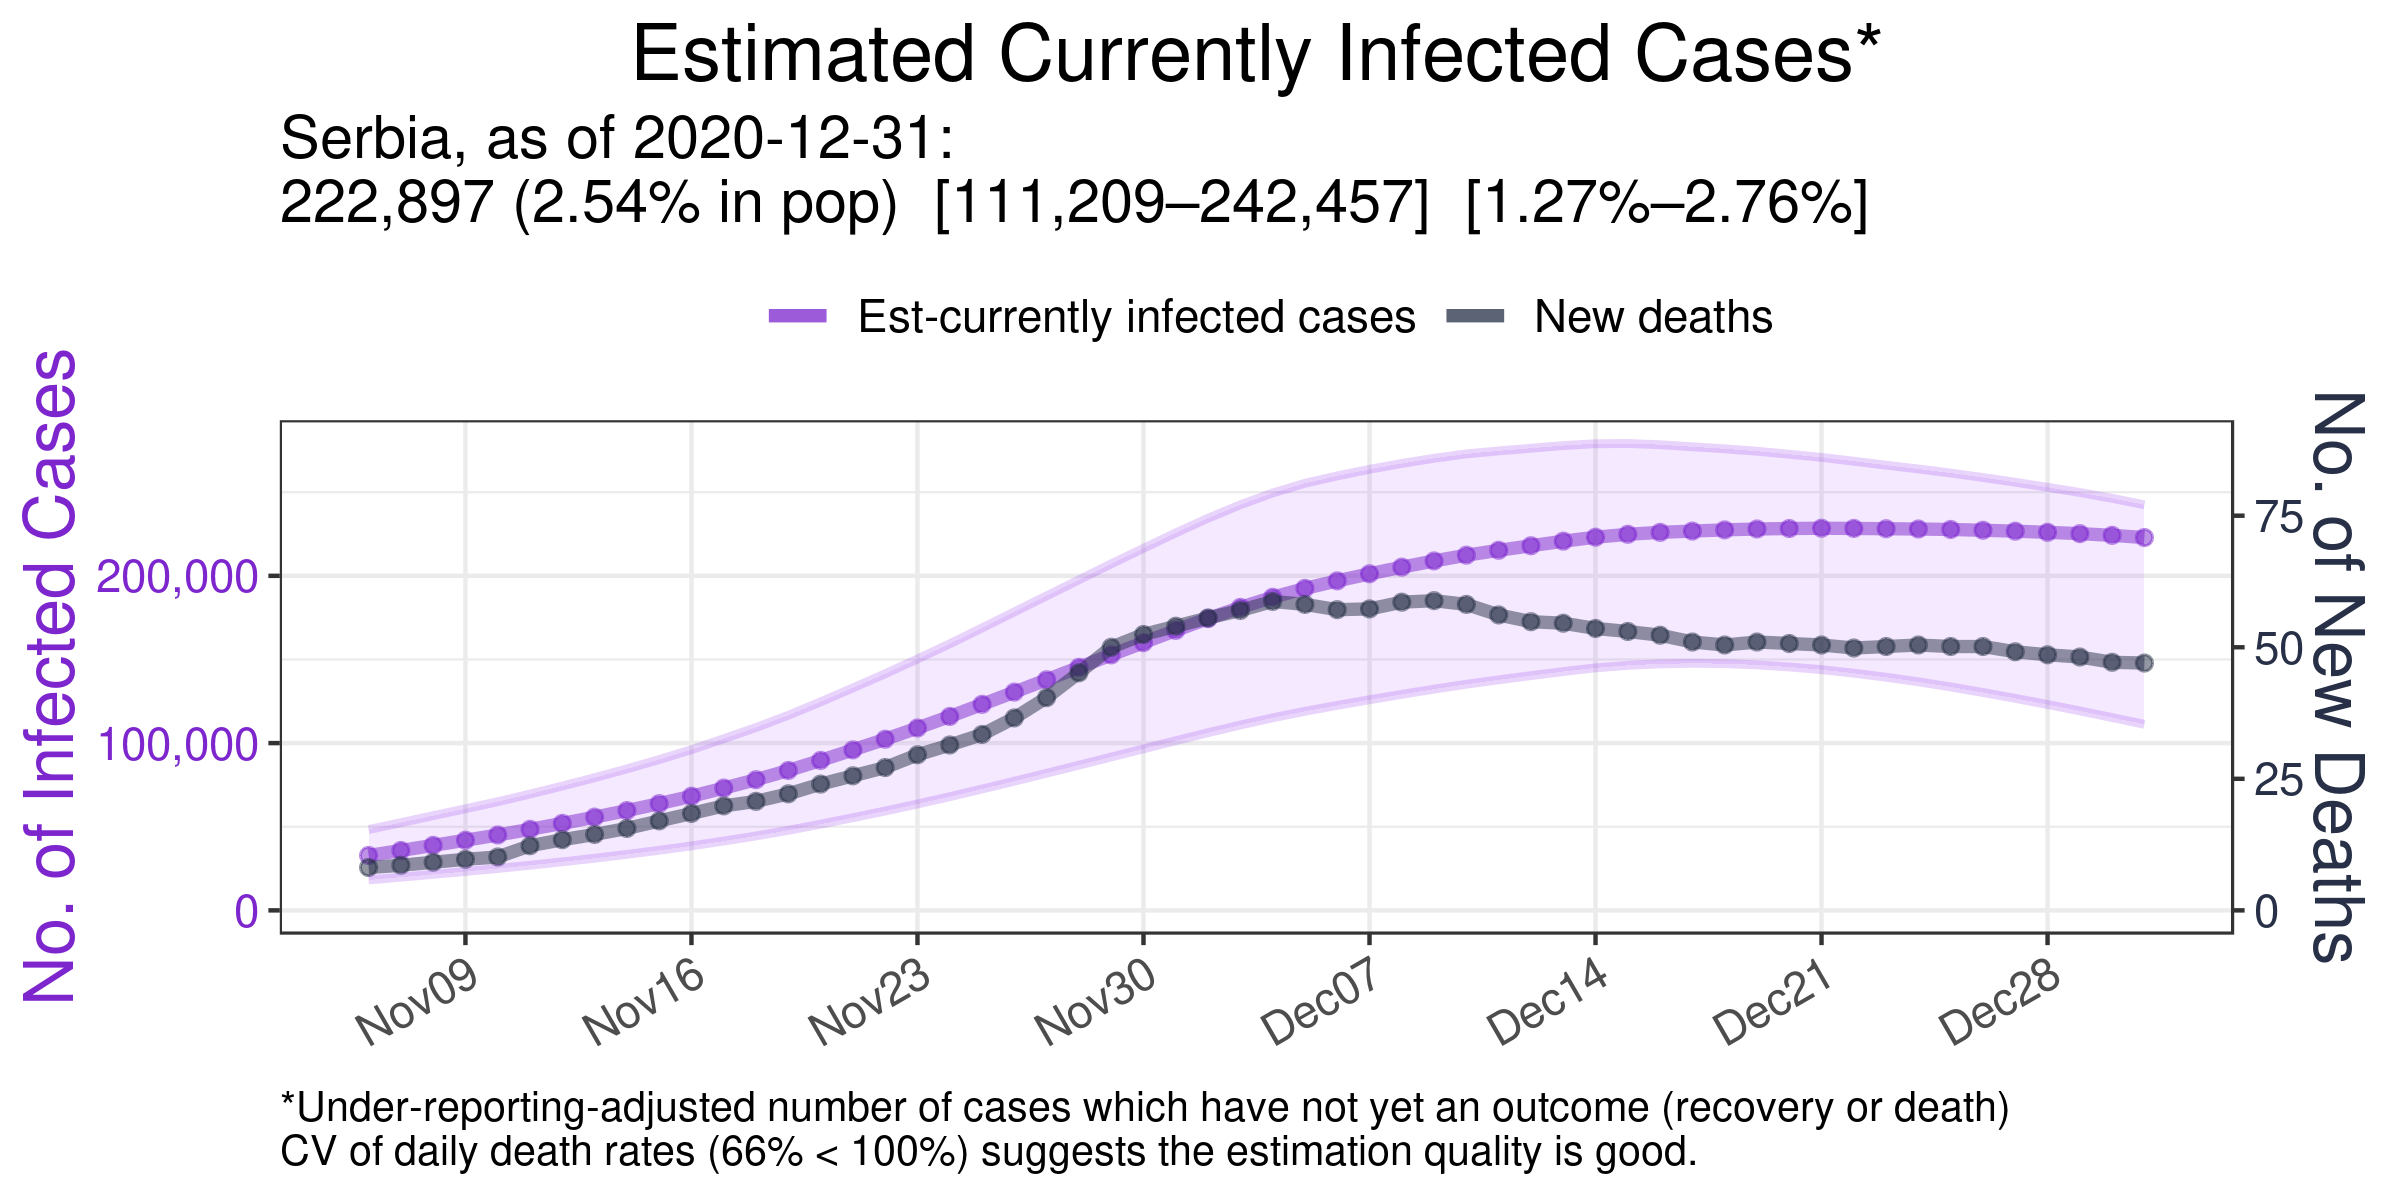 Estimated Currently Infected Cases*
Serbia, as of 2020-12-31:
222,897 (2.54% in pop) [111,209–242,457] [1.27%–2.76%]
Est-currently infected cases
New deaths
No. of Infected Cases
200,000
100,000
0
No. of New Deaths
75
50
25
0
Nov09
Nov16
Nov23
Nov30
Dec07
Dec14
Dec21
Dec28
*Under-reporting-adjusted number of cases which have not yet an outcome (recovery or death)
CV of daily death rates (66% < 100%) suggests the estimation quality is good.